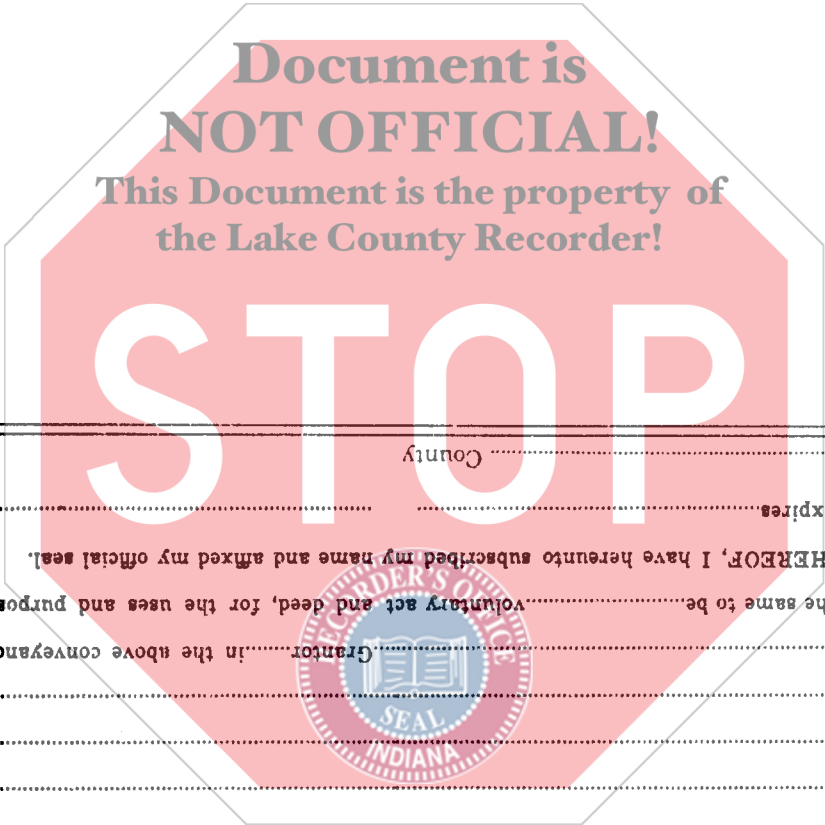 Document is
NOT OFFICIAL!
This Document is the property of
the Lake County Recorder!
STOP
Grantor...... in the above conveyan
he same to be........voluntary act and deed, for the uses and purpos
HEREOF, I have hereunto subscribed my name and affixed my official seal.
xpires
County
RECORDER'S OFFICE
SEAL
INDIANA